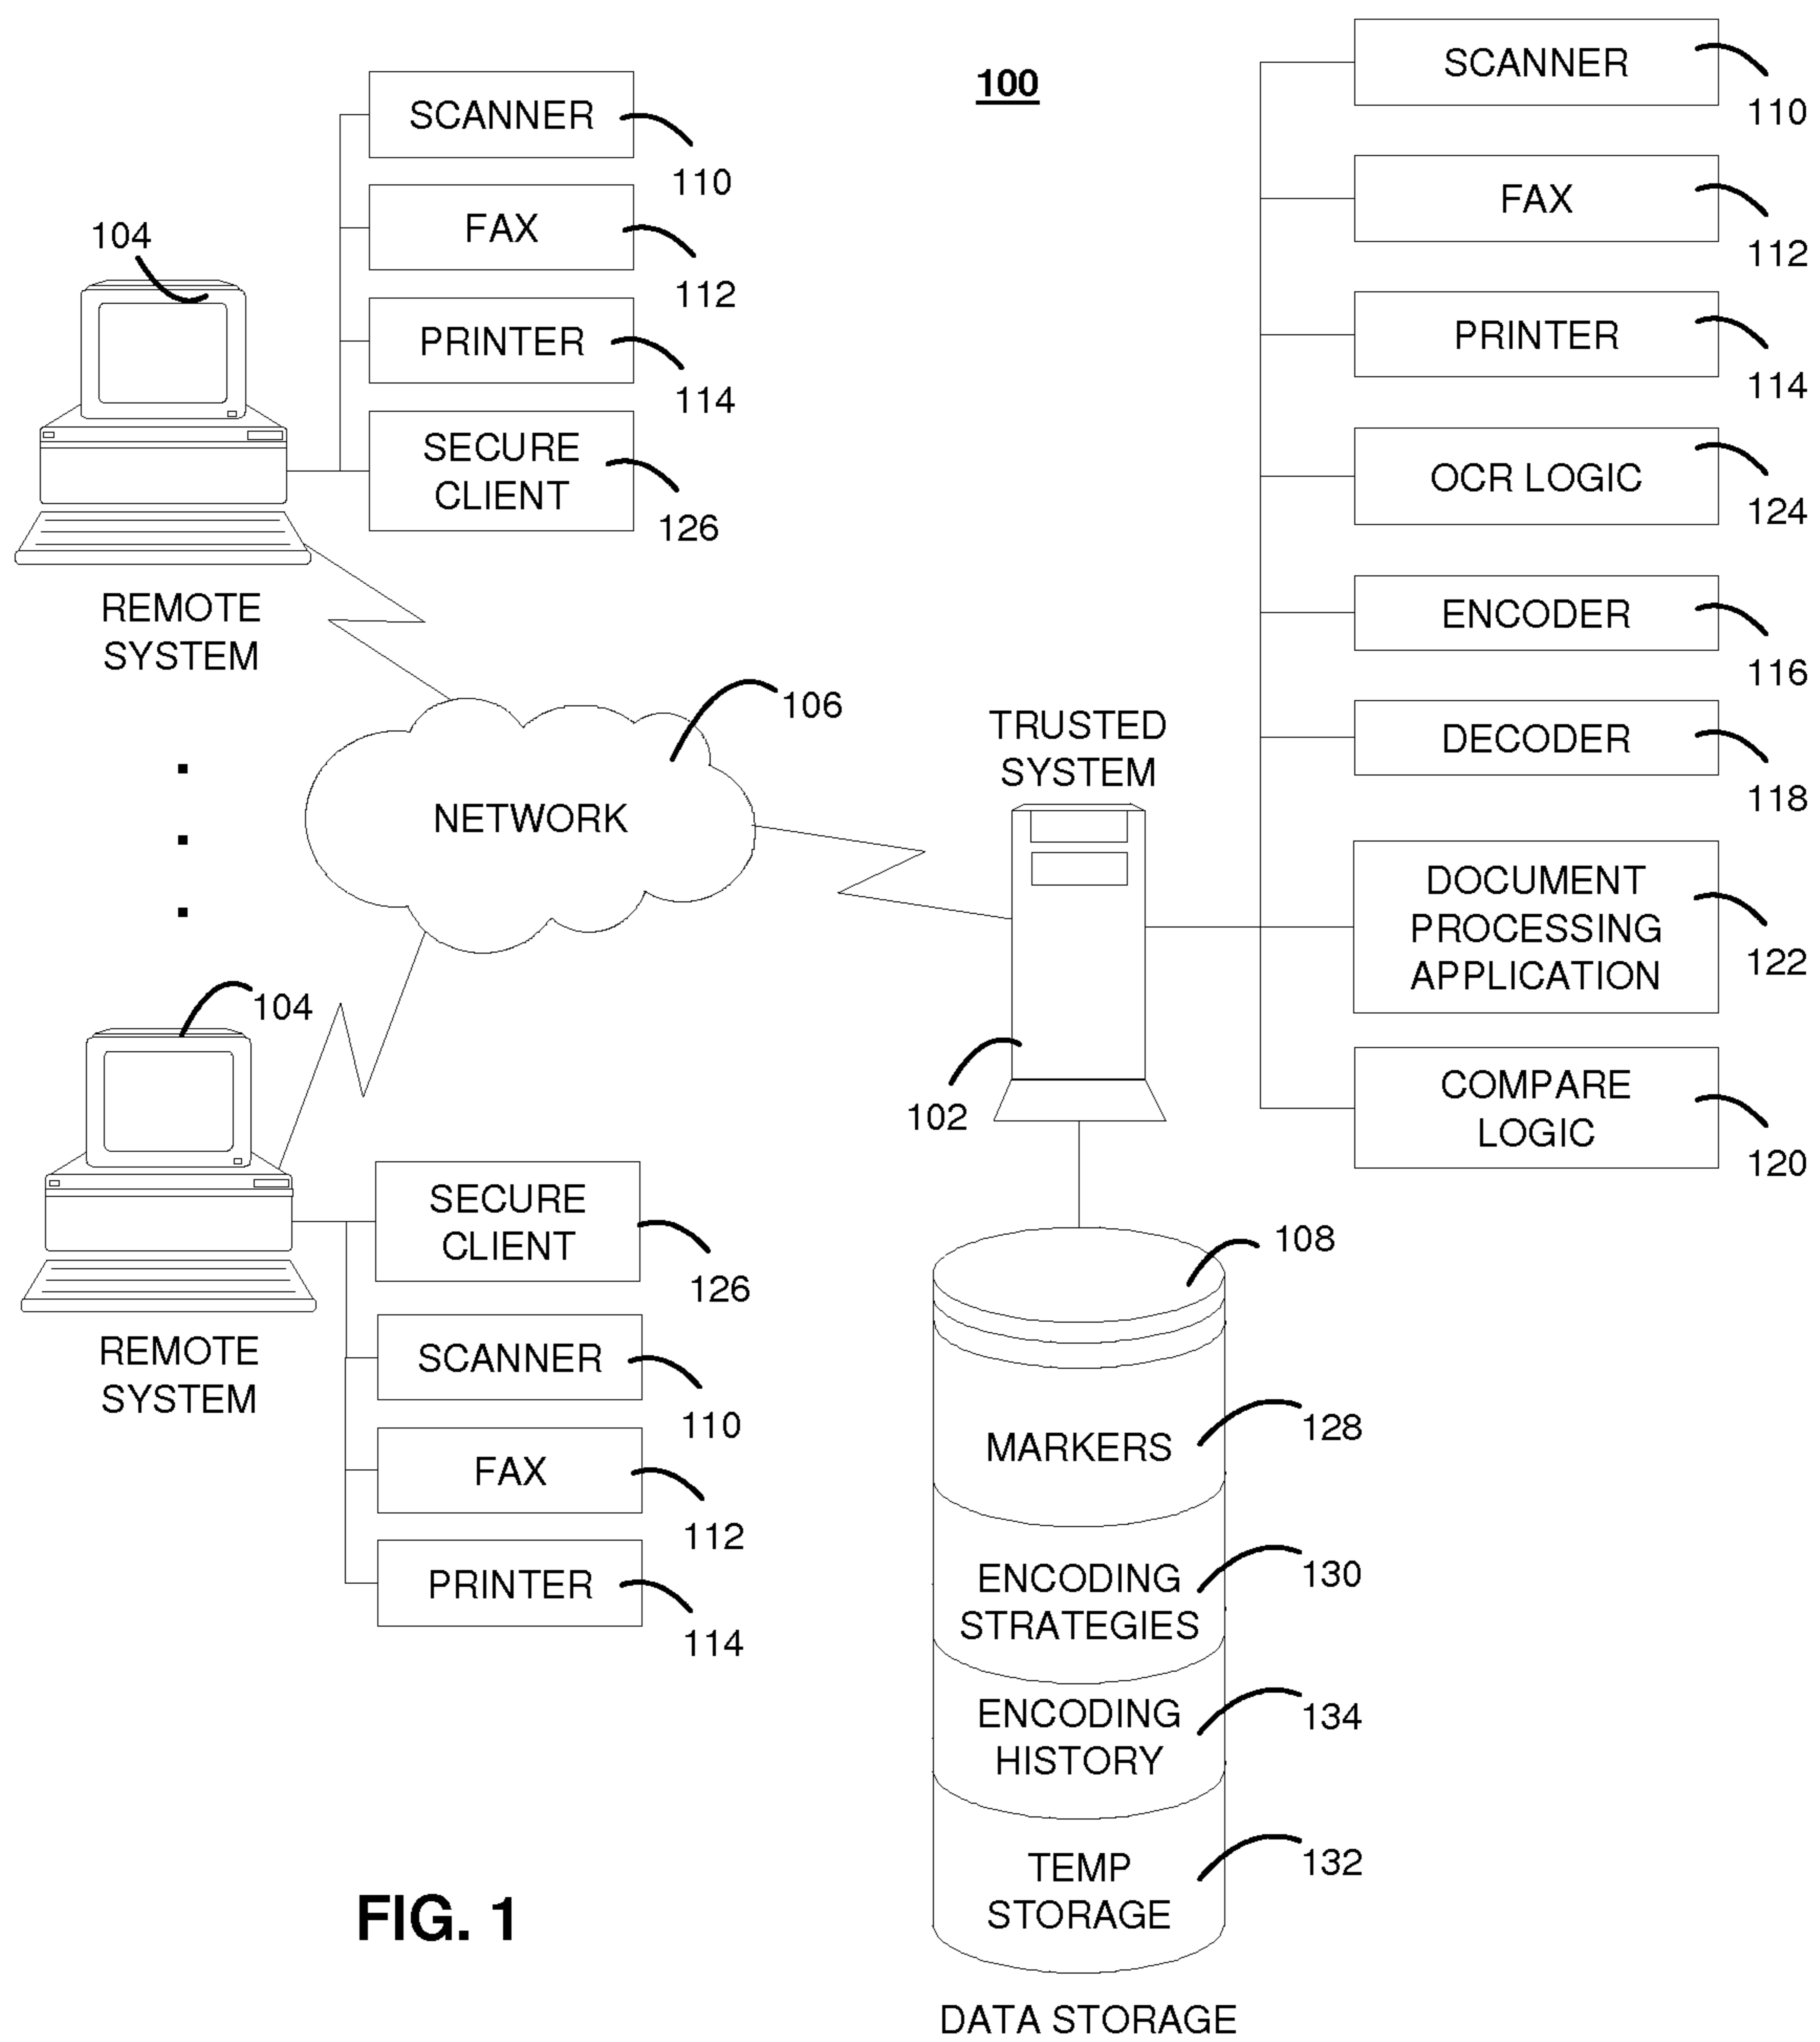 100
SCANNER
110
FAX
112
PRINTER
114
SECURE
CLIENT
126
104
REMOTE
SYSTEM
106
NETWORK
104
REMOTE
SYSTEM
SECURE
CLIENT
126
SCANNER
110
FAX
112
PRINTER
114
TRUSTED
SYSTEM
102
SCANNER
110
FAX
112
PRINTER
114
OCR LOGIC
124
ENCODER
116
DECODER
118
DOCUMENT
PROCESSING
APPLICATION
122
COMPARE
LOGIC
120
108
MARKERS
128
ENCODING
STRATEGIES
130
ENCODING
HISTORY
134
TEMP
STORAGE
132
DATA STORAGE
FIG. 1